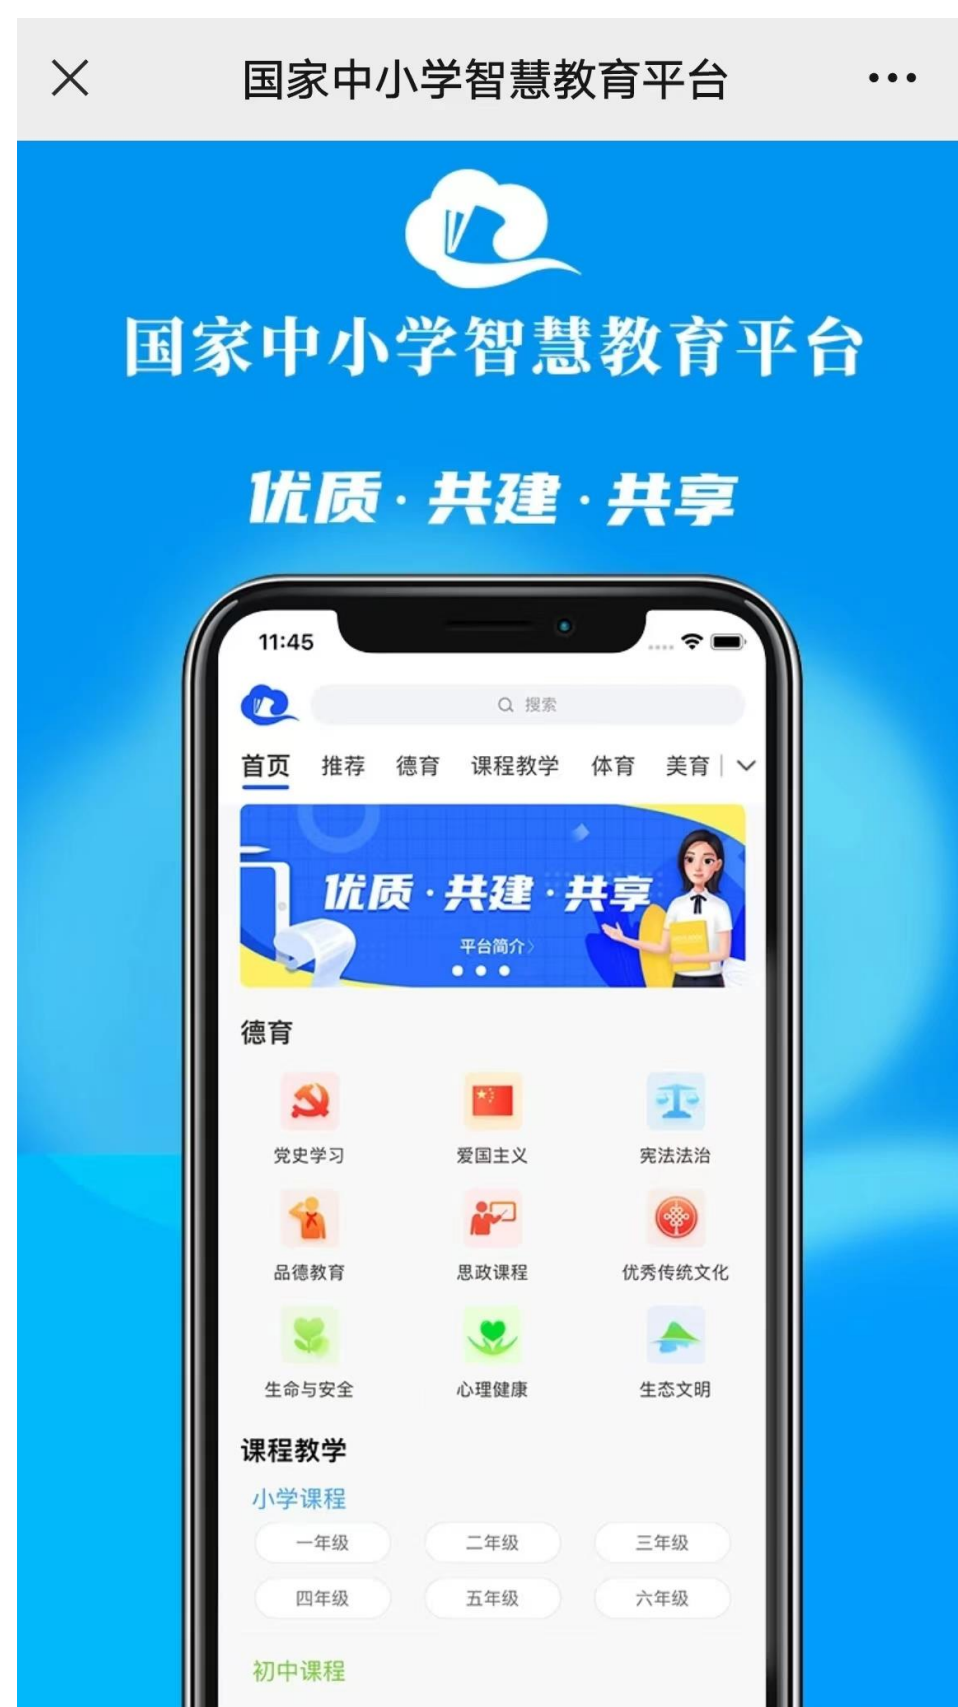 国家中小学智慧教育平台
国家中小学智慧教育平台
优质·共建·共享
11:45
搜索
首页 推荐 德育 课程教学 体育 美育
优质·共建·共享
平台简介
德育
党史学习 爱国主义 宪法法治
品德教育 思政课程 优秀传统文化
生命与安全 心理健康 生态文明
课程教学
小学课程
一年级 二年级 三年级
四年级 五年级 六年级
初中课程